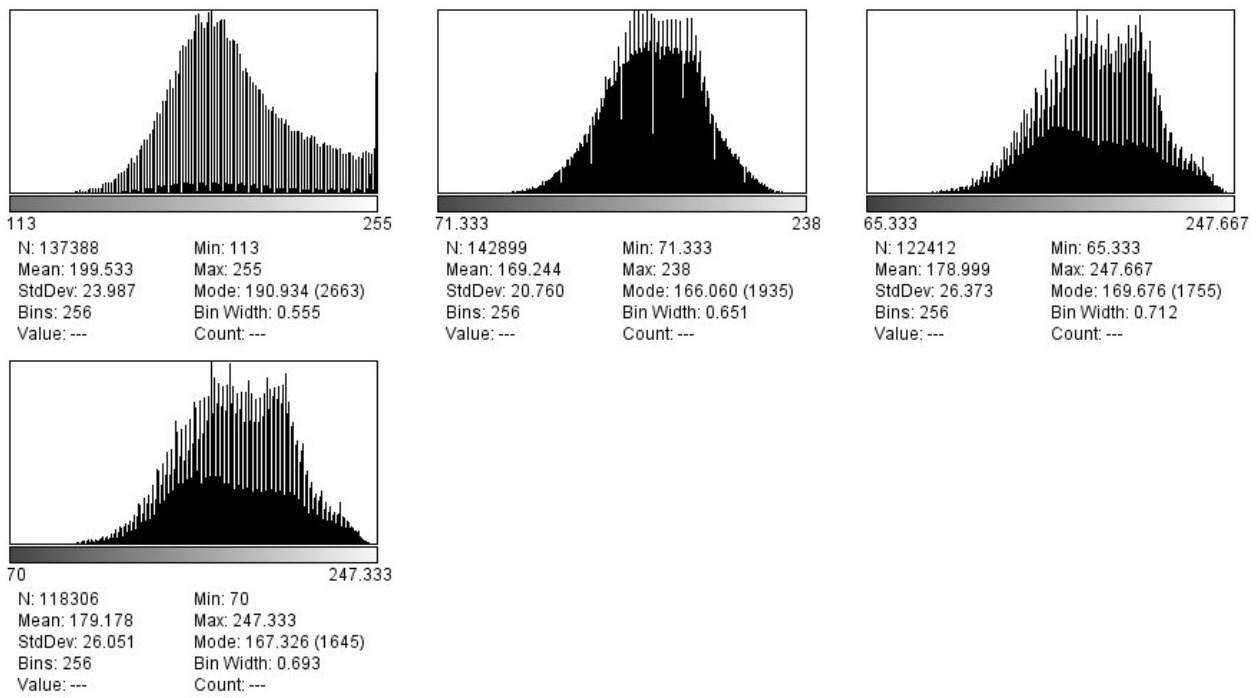 113 255
N: 137388 Min: 113
Mean: 199.533 Max: 255
StdDev: 23.987 Mode: 190.934 (2663)
Bins: 256 Bin Width: 0.555
Value: --- Count: ---
71.333 238
N: 142899 Min: 71.333
Mean: 169.244 Max: 238
StdDev: 20.760 Mode: 166.060 (1935)
Bins: 256 Bin Width: 0.651
Value: --- Count: ---
65.333 247.667
N: 122412 Min: 65.333
Mean: 178.999 Max: 247.667
StdDev: 26.373 Mode: 169.676 (1755)
Bins: 256 Bin Width: 0.712
Value: --- Count: ---
70 247.333
N: 118306 Min: 70
Mean: 179.178 Max: 247.333
StdDev: 26.051 Mode: 167.326 (1645)
Bins: 256 Bin Width: 0.693
Value: --- Count: ---